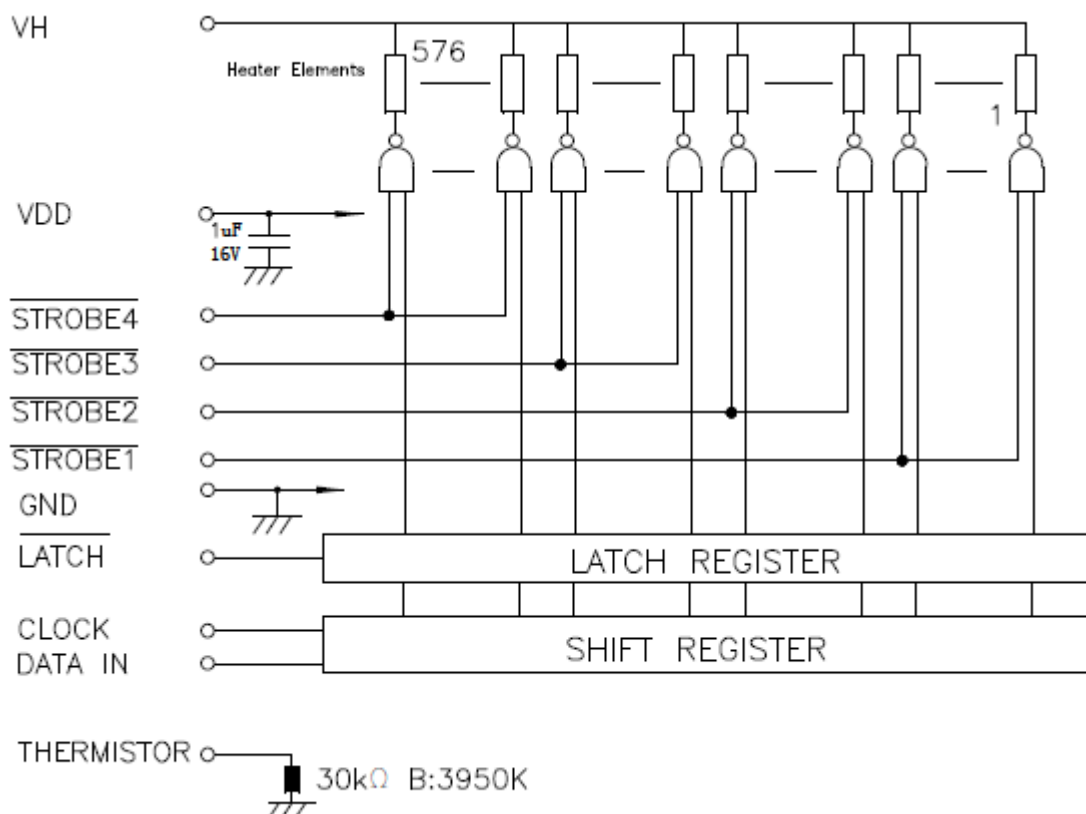 VH
576
Heater Elements
1
VDD
1uF
16V
STROBE4
STROBE3
STROBE2
STROBE1
GND
LATCH
LATCH REGISTER
CLOCK
DATA IN
SHIFT REGISTER
THERMISTOR
30kΩ B:3950K